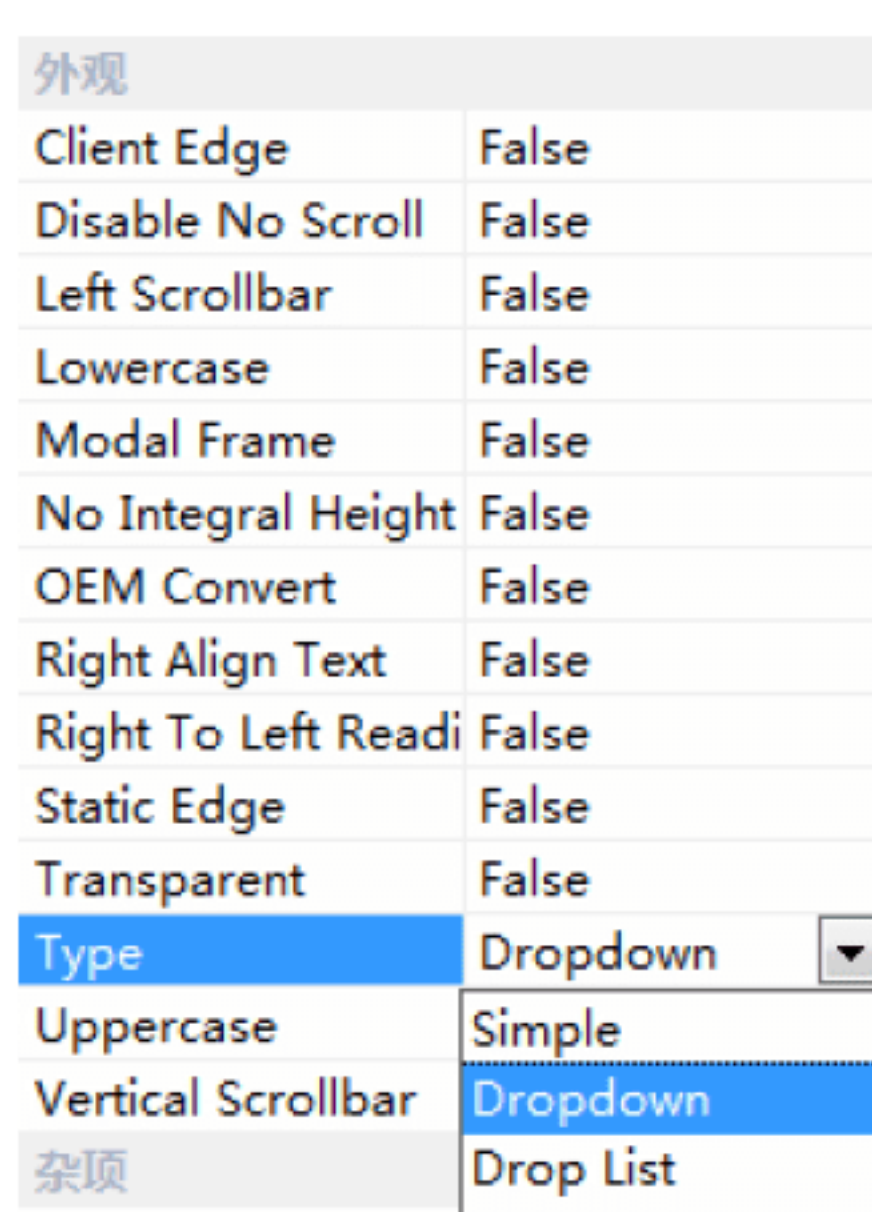 外观
Client Edge False
Disable No Scroll False
Left Scrollbar False
Lowercase False
Modal Frame False
No Integral Height False
OEM Convert False
Right Align Text False
Right To Left Readi False
Static Edge False
Transparent False
Type Dropdown
Uppercase Simple
Vertical Scrollbar Dropdown
杂项 Drop List